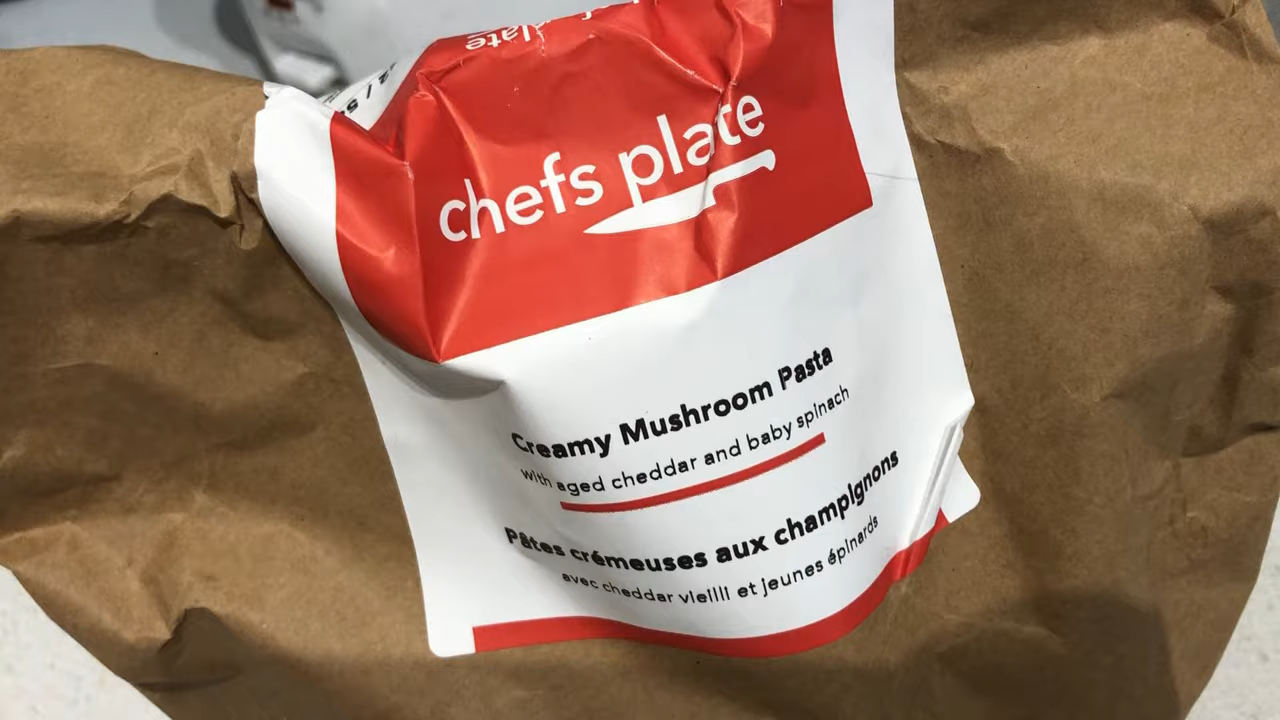 chefs plate
Creamy Mushroom Pasta
with aged cheddar and baby spinach
Pâtes crémeuses aux champignons
avec cheddar vieilli et jeunes épinards